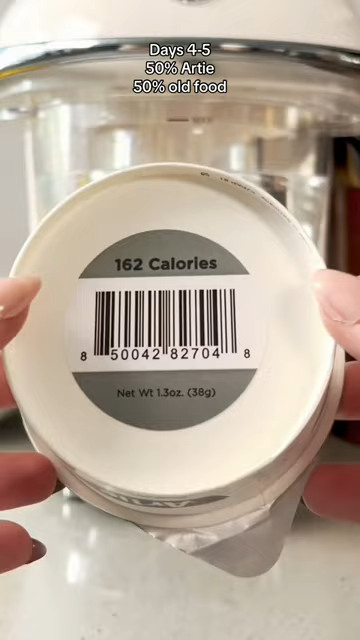 Days 4-5
50% Artie
50% old food
162 Calories
8 50042 82704 8
Net Wt 1.3oz. (38g)